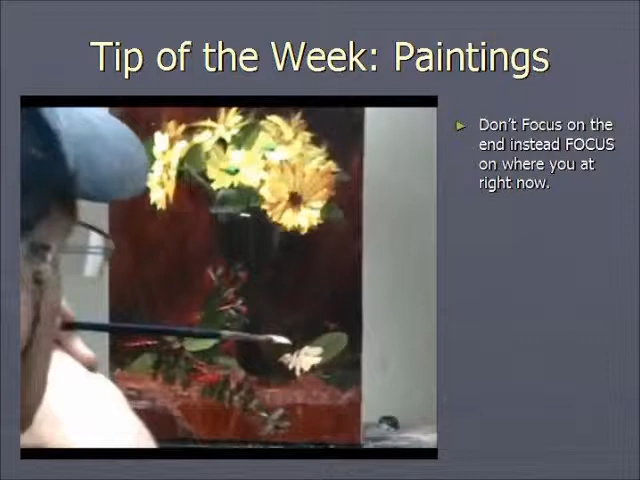 Tip of the Week: Paintings
Don't Focus on the
end instead FOCUS
on where you at
right now.